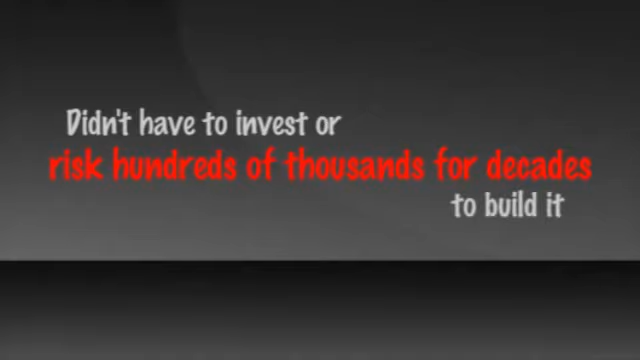 Didn't have to invest or
risk hundreds of thousands for decades
to build it